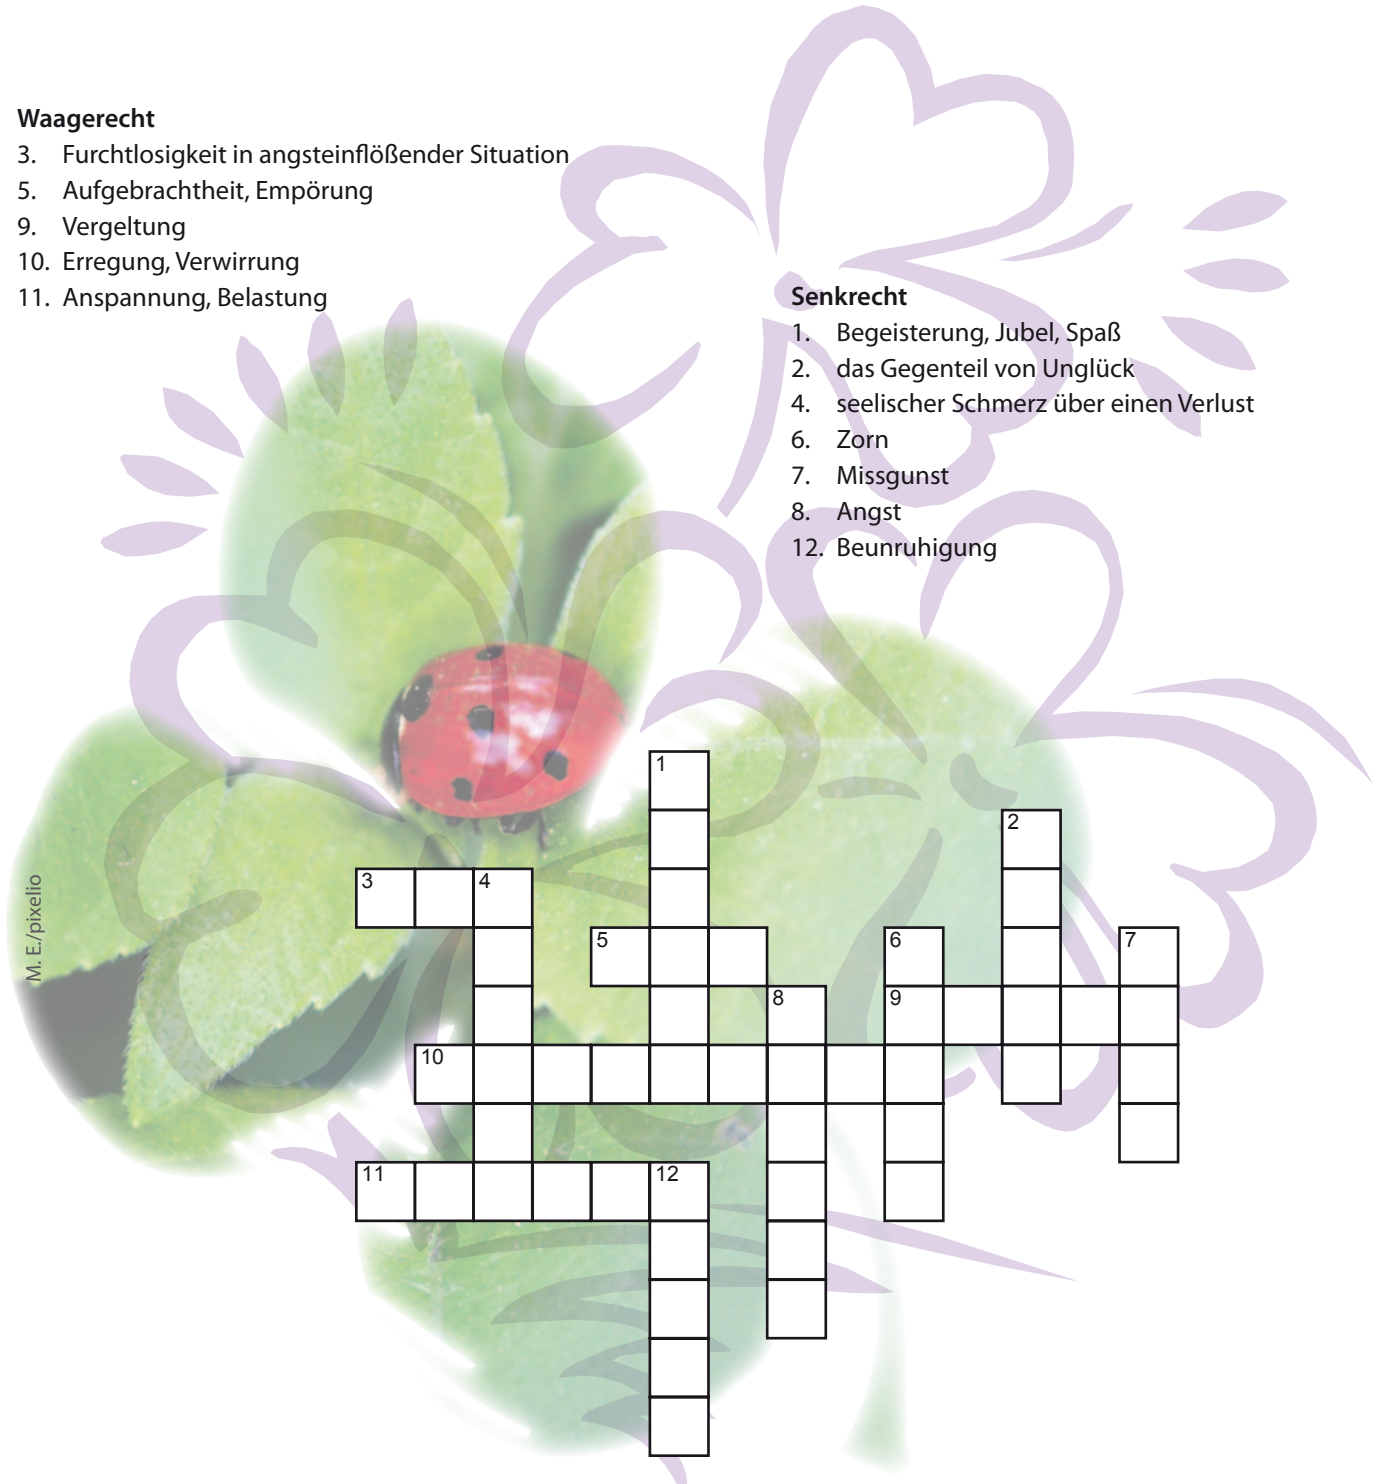 Waagerecht
3. Furchtlosigkeit in angsteinflößender Situation
5. Aufgebrachtheit, Empörung
9. Vergeltung
10. Erregung, Verwirrung
11. Anspannung, Belastung
Senkrecht
1. Begeisterung, Jubel, Spaß
2. das Gegenteil von Unglück
4. seelischer Schmerz über einen Verlust
6. Zorn
7. Missgunst
8. Angst
12. Beunruhigung
M. E./pixelio
1
2
3 4
5 6 7
8 9
10
11 12